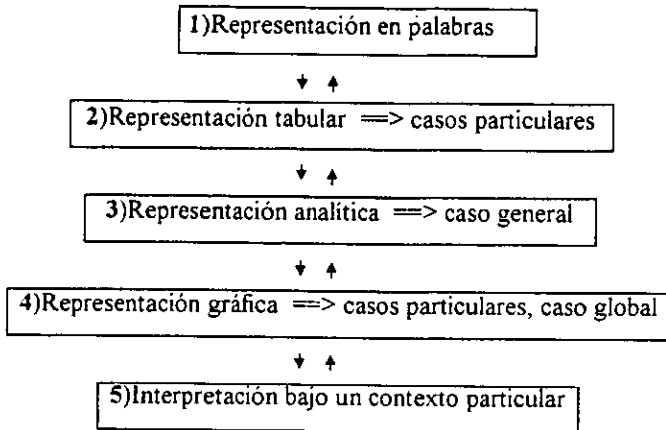 1)Representación en palabras
2)Representación tabular ==> casos particulares
3)Representación analítica ==> caso general
4)Representación gráfica ==> casos particulares, caso global
5)Interpretación bajo un contexto particular